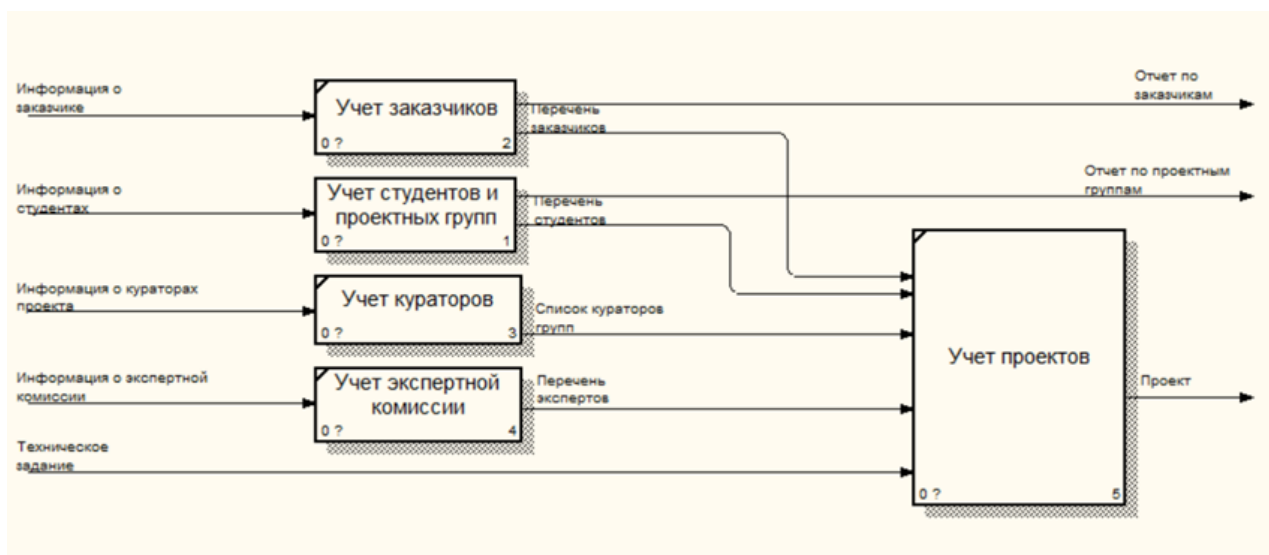 Информация о
заказчике
Учет заказчиков
0 ?
2
Перечень
заказчиков
Отчет по
заказчикам
Информация о
студентах
Учет студентов и
проектных групп
0 ?
1
Перечень
студентов
Отчет по проектным
группам
Информация о кураторах
проекта
Учет кураторов
0 ?
3
Список кураторов
групп
Информация о экспертной
комиссии
Учет экспертной
комиссии
0 ?
4
Перечень
экспертов
Техническое
задание
Учет проектов
0 ?
5
Проект